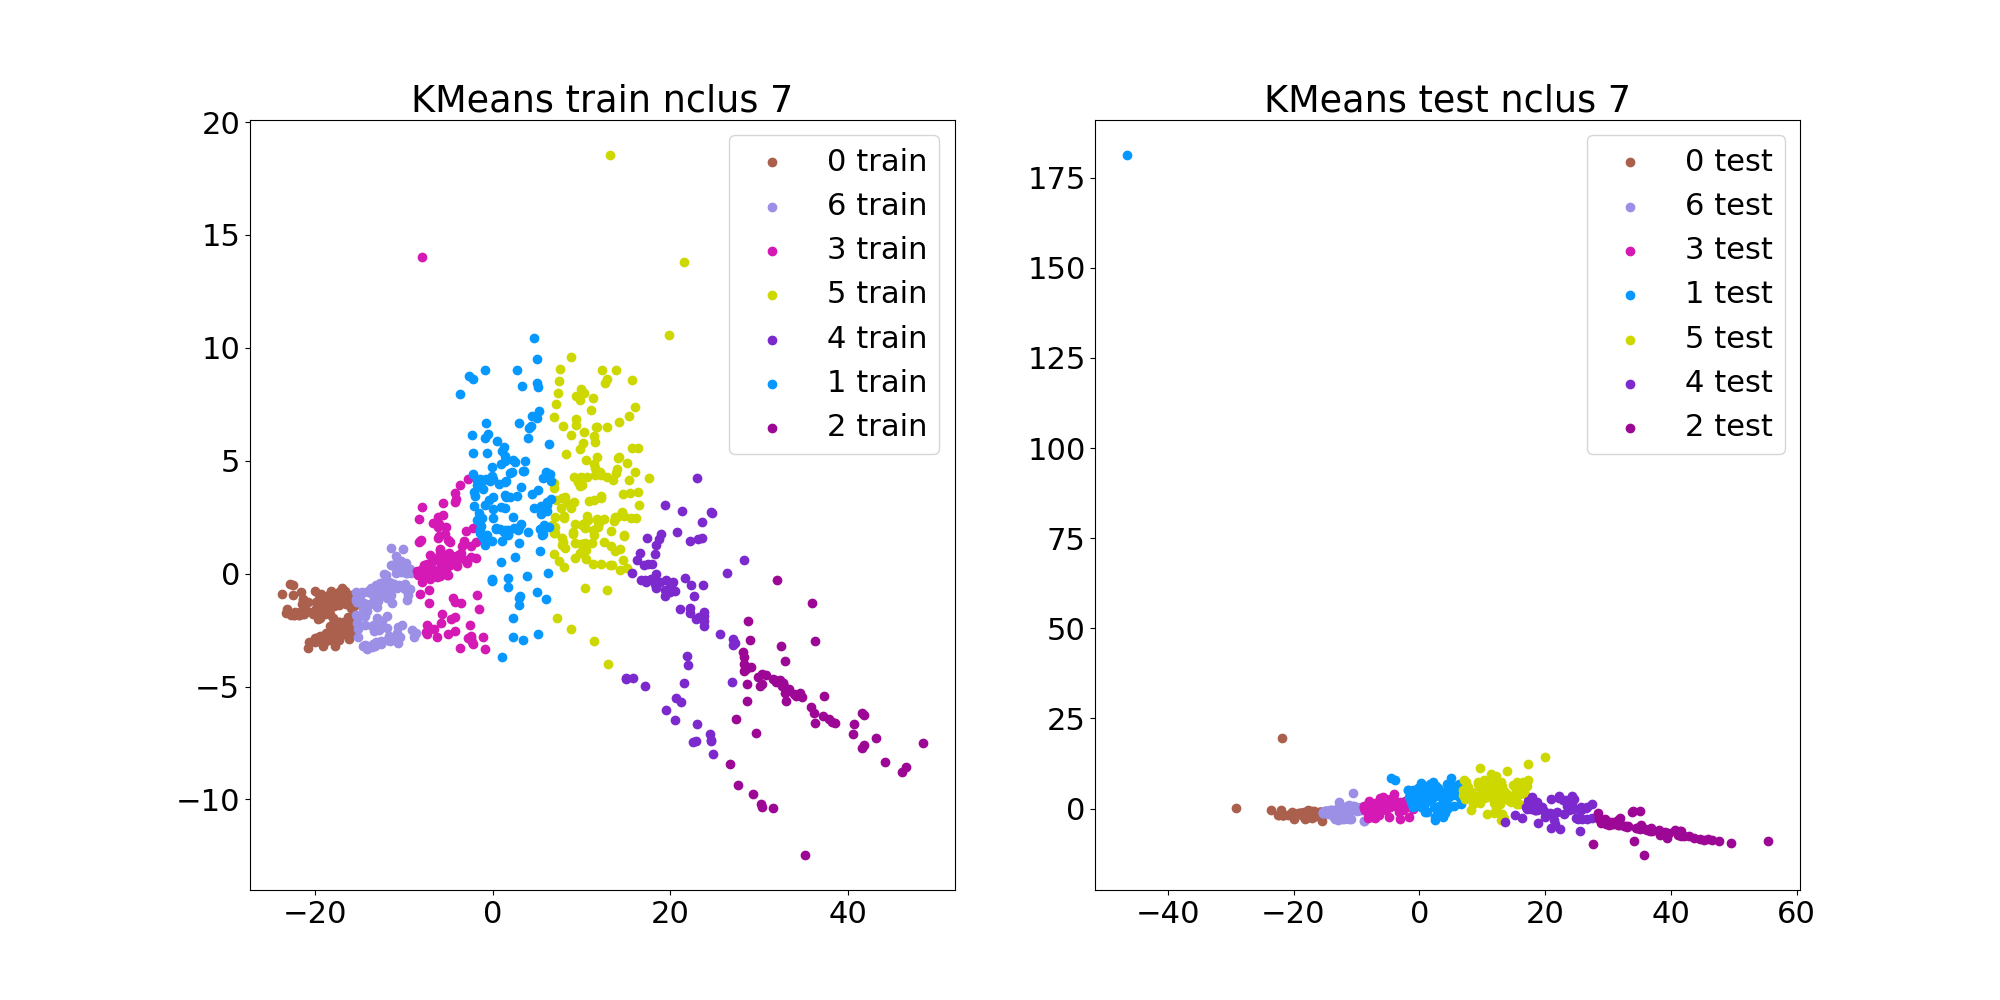 KMeans train nclus 7
20
15
10
5
0
−5
−10
−20
0
20
40
0 train
6 train
3 train
5 train
4 train
1 train
2 train
KMeans test nclus 7
175
150
125
100
75
50
25
0
−40
−20
0
20
40
60
0 test
6 test
3 test
1 test
5 test
4 test
2 test